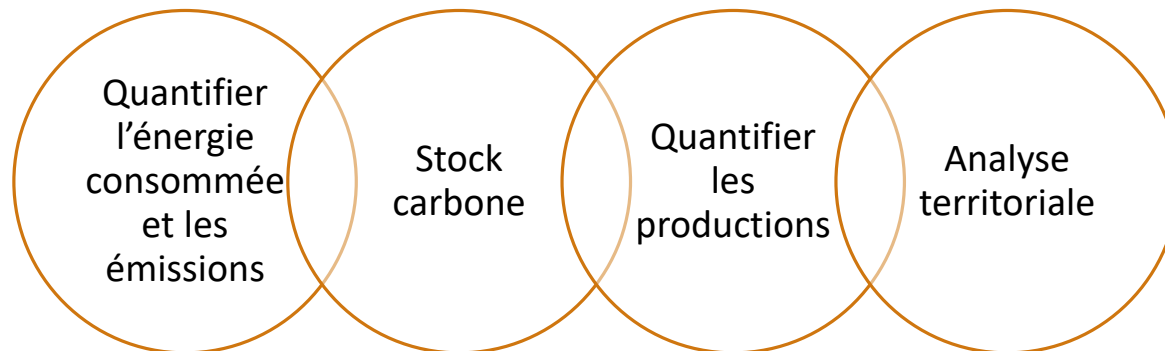 Quantifier
l’énergie
consommée
et les
émissions
Stock
carbone
Quantifier
les
productions
Analyse
territoriale